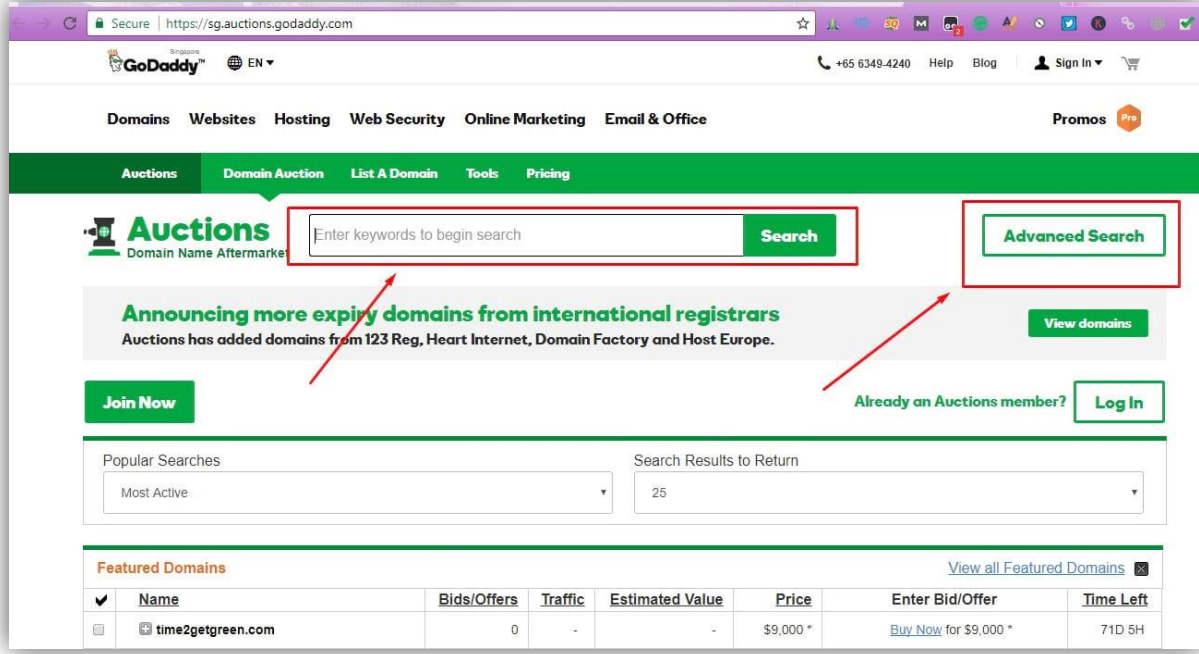 Secure | https://sg.auctions.godaddy.com
Singapore
GoDaddy™ EN
+65 6349-4240 Help Blog Sign In
Domains Websites Hosting Web Security Online Marketing Email & Office Promos Pro
Auctions Domain Auction List A Domain Tools Pricing
Auctions
Domain Name Aftermarket
Enter keywords to begin search Search Advanced Search
Announcing more expiry domains from international registrars
Auctions has added domains from 123 Reg, Heart Internet, Domain Factory and Host Europe.
View domains
Join Now Already an Auctions member? Log In
Popular Searches Search Results to Return
Most Active 25
Featured Domains View all Featured Domains
Name Bids/Offers Traffic Estimated Value Price Enter Bid/Offer Time Left
time2getgreen.com 0 - - $9,000 * Buy Now for $9,000 * 71D 5H